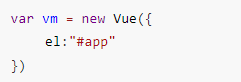 var vm = new Vue({
    el:"#app"
})